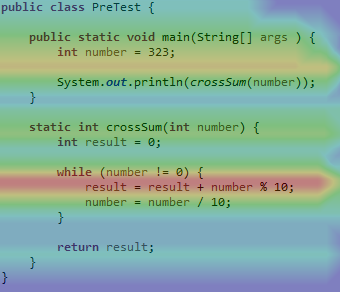 public class PreTest {
    public static void main(String[] args ) {
        int number = 323;
        System.out.println(crossSum(number));
    }
    static int crossSum(int number) {
        int result = 0;
        while (number != 0) {
            result = result + number % 10;
            number = number / 10;
        }
        return result;
    }
}